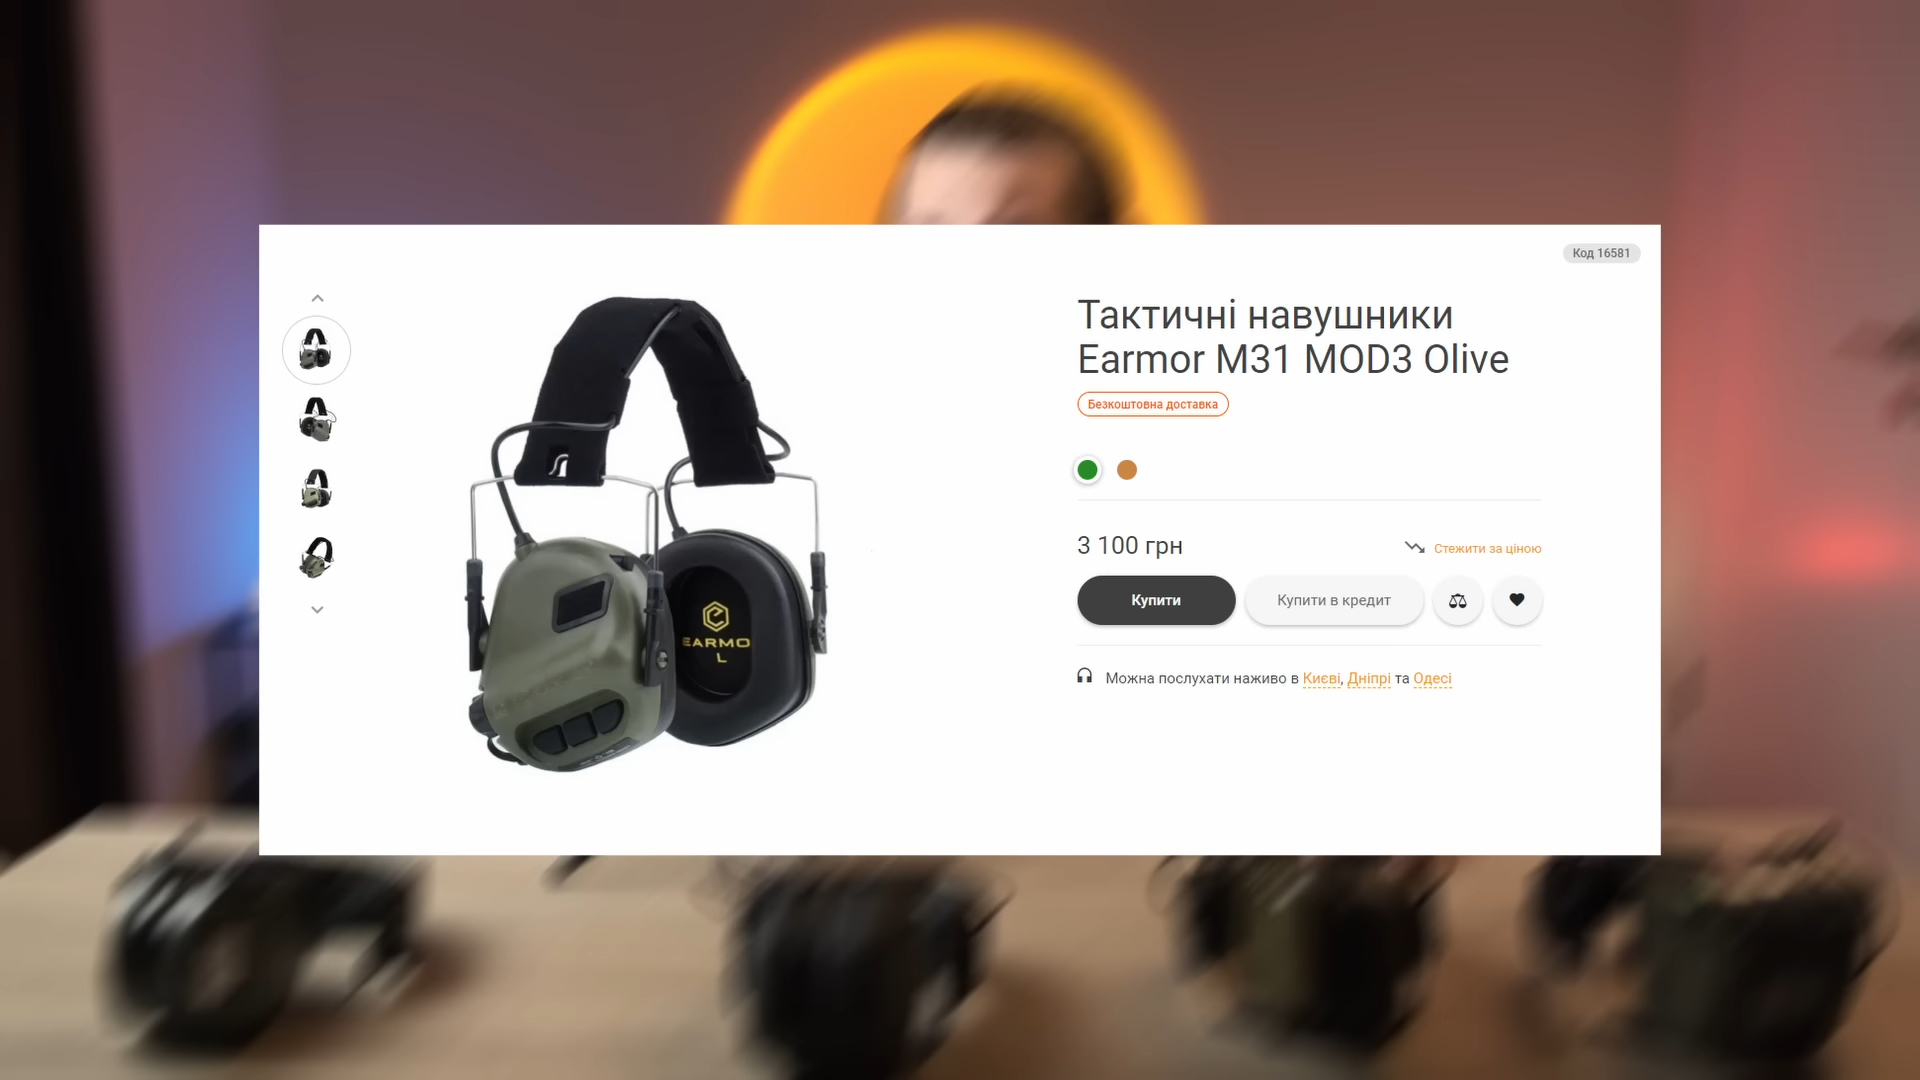 Код 16581
Тактичні навушники
Earmor M31 MOD3 Olive
Безкоштовна доставка
3 100 грн
Стежити за ціною
Купити
Купити в кредит
Можна послухати наживо в Києві, Дніпрі та Одесі
EARMO
L